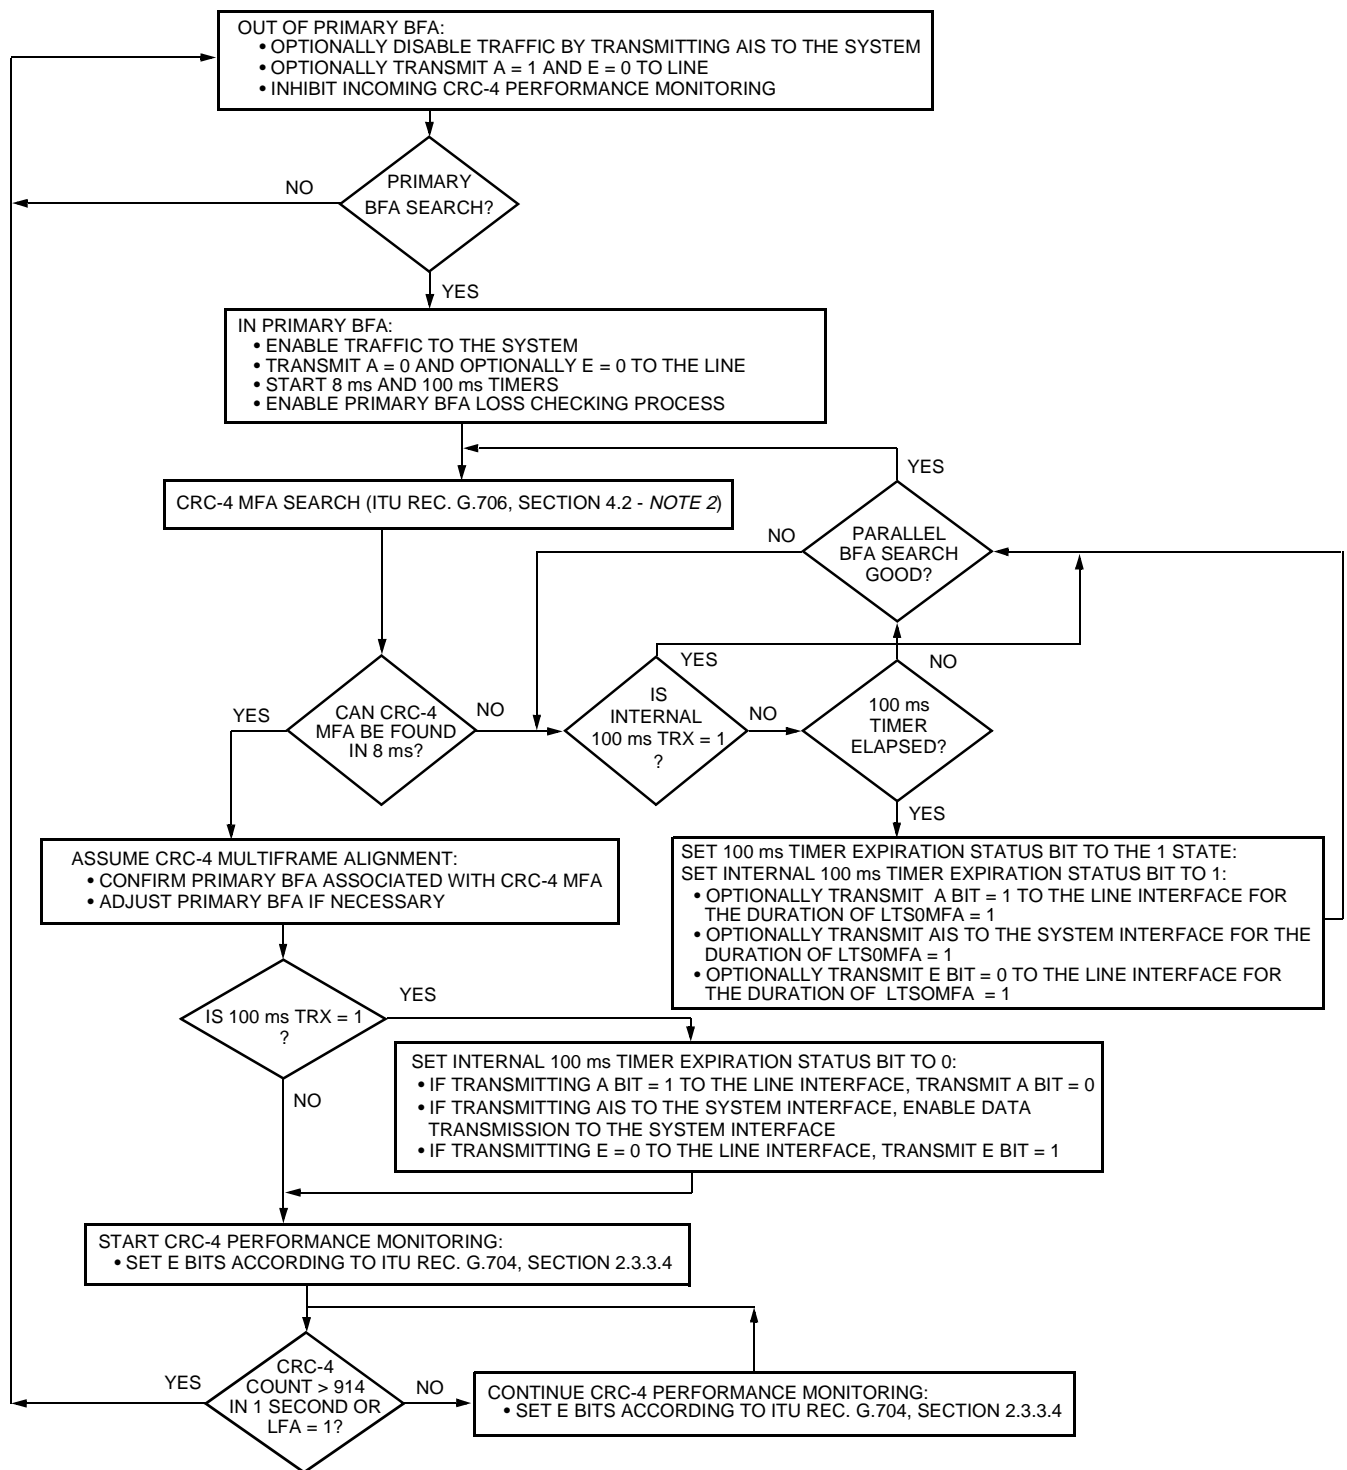 OUT OF PRIMARY BFA:
• OPTIONALLY DISABLE TRAFFIC BY TRANSMITTING AIS TO THE SYSTEM
• OPTIONALLY TRANSMIT A = 1 AND E = 0 TO LINE
• INHIBIT INCOMING CRC-4 PERFORMANCE MONITORING
NO
PRIMARY
BFA SEARCH?
YES
IN PRIMARY BFA:
• ENABLE TRAFFIC TO THE SYSTEM
• TRANSMIT A = 0 AND OPTIONALLY E = 0 TO THE LINE
• START 8 ms AND 100 ms TIMERS
• ENABLE PRIMARY BFA LOSS CHECKING PROCESS
YES
CRC-4 MFA SEARCH (ITU REC. G.706, SECTION 4.2 - NOTE 2)
NO
PARALLEL
BFA SEARCH
GOOD?
YES
CAN CRC-4
MFA BE FOUND
IN 8 ms?
NO
YES
IS
INTERNAL
100 ms TRX = 1
?
NO
NO
100 ms
TIMER
ELAPSED?
YES
ASSUME CRC-4 MULTIFRAME ALIGNMENT:
• CONFIRM PRIMARY BFA ASSOCIATED WITH CRC-4 MFA
• ADJUST PRIMARY BFA IF NECESSARY
SET 100 ms TIMER EXPIRATION STATUS BIT TO THE 1 STATE:
SET INTERNAL 100 ms TIMER EXPIRATION STATUS BIT TO 1:
• OPTIONALLY TRANSMIT A BIT = 1 TO THE LINE INTERFACE FOR
THE DURATION OF LTS0MFA = 1
• OPTIONALLY TRANSMIT AIS TO THE SYSTEM INTERFACE FOR THE
DURATION OF LTS0MFA = 1
• OPTIONALLY TRANSMIT E BIT = 0 TO THE LINE INTERFACE FOR
THE DURATION OF LTSOMFA = 1
IS 100 ms TRX = 1
?
YES
NO
SET INTERNAL 100 ms TIMER EXPIRATION STATUS BIT TO 0:
• IF TRANSMITTING A BIT = 1 TO THE LINE INTERFACE, TRANSMIT A BIT = 0
• IF TRANSMITTING AIS TO THE SYSTEM INTERFACE, ENABLE DATA
TRANSMISSION TO THE SYSTEM INTERFACE
• IF TRANSMITTING E = 0 TO THE LINE INTERFACE, TRANSMIT E BIT = 1
START CRC-4 PERFORMANCE MONITORING:
• SET E BITS ACCORDING TO ITU REC. G.704, SECTION 2.3.3.4
YES
CRC-4
COUNT > 914
IN 1 SECOND OR
LFA = 1?
NO
CONTINUE CRC-4 PERFORMANCE MONITORING:
• SET E BITS ACCORDING TO ITU REC. G.704, SECTION 2.3.3.4